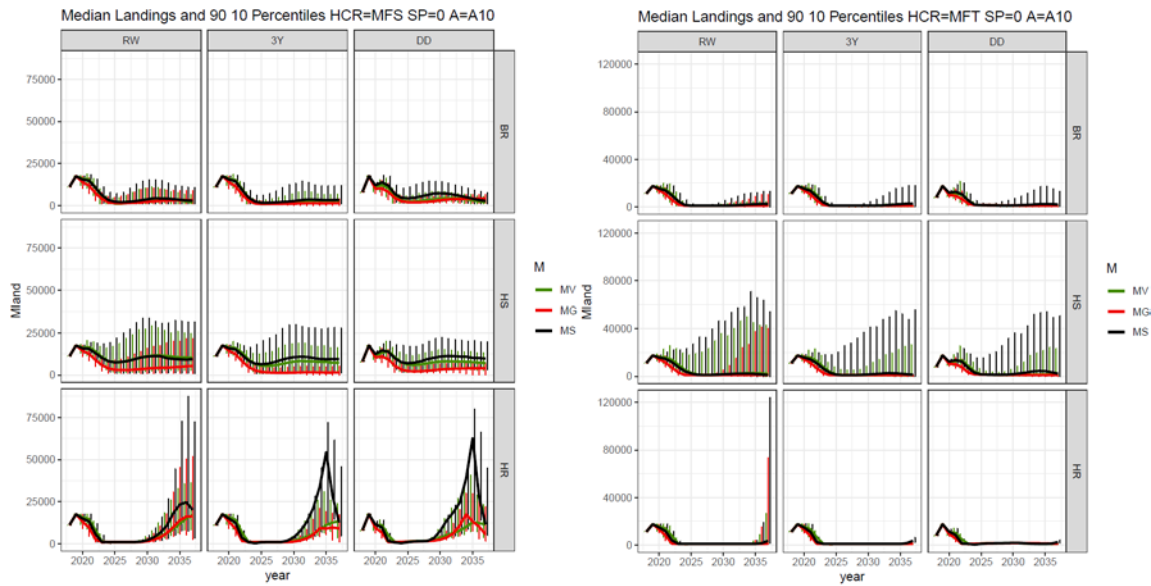 Median Landings and 90 10 Percentiles HCR=MFS SP=0 A=A10
RW 3Y DD
75000
50000
25000
0
BR
75000
50000
25000
0
HS
75000
50000
25000
0
HR
Mland
2020 2025 2030 2035 2020 2025 2030 2035 2020 2025 2030 2035
year
M
MV
MG
MS
Median Landings and 90 10 Percentiles HCR=MFT SP=0 A=A10
RW 3Y DD
120000
80000
40000
0
BR
120000
80000
40000
0
HS
120000
80000
40000
0
HR
Mland
2020 2025 2030 2035 2020 2025 2030 2035 2020 2025 2030 2035
year
M
MV
MG
MS